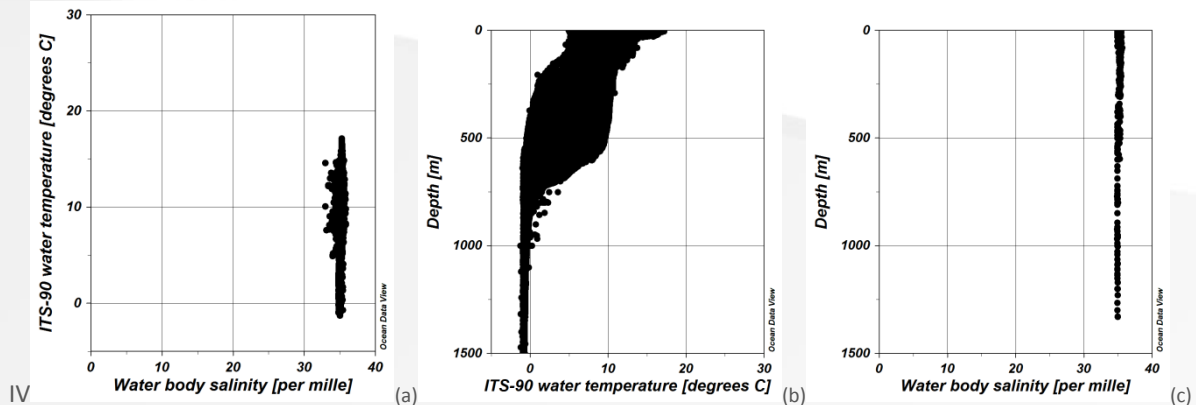 30
20
10
0
ITS-90 water temperature [degrees C]
0
10
20
30
40
Water body salinity [per mille]
Ocean Data View
IV
(a)
0
500
1000
1500
Depth [m]
0
10
20
30
ITS-90 water temperature [degrees C]
Ocean Data View
(b)
0
500
1000
1500
Depth [m]
0
10
20
30
40
Water body salinity [per mille]
Ocean Data View
(c)